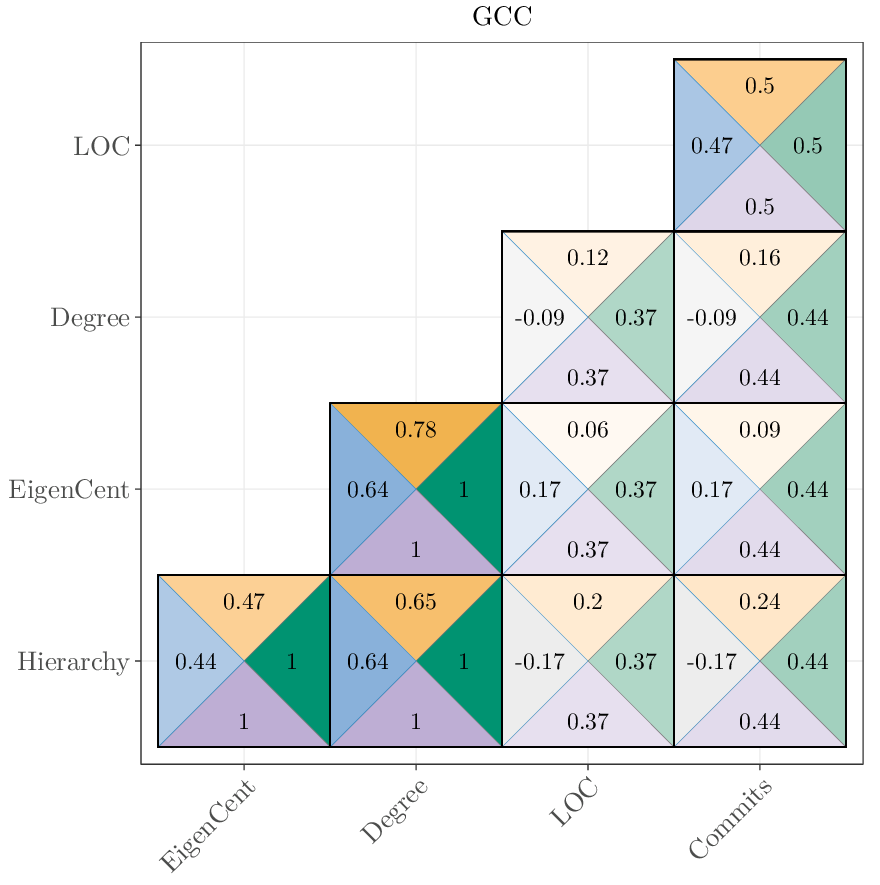 GCC
0.5
LOC 0.47 0.5
0.5
0.12 0.16
Degree -0.09 0.37 -0.09 0.44
0.37 0.44
0.78 0.06 0.09
EigenCent 0.64 1 0.17 0.37 0.17 0.44
1 0.37 0.44
0.47 0.65 0.2 0.24
Hierarchy 0.44 1 0.64 1 -0.17 0.37 -0.17 0.44
1 1 0.37 0.44
EigenCent Degree LOC Commits